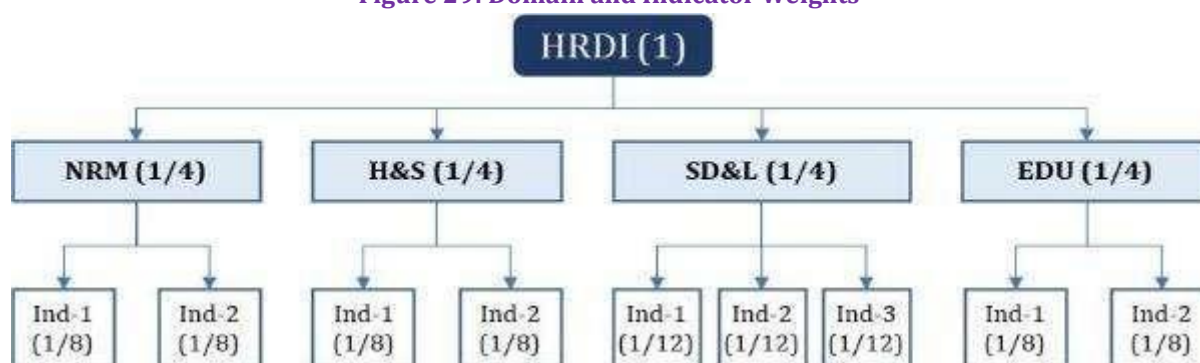 Figure 29: Domain and Indicator Weights
HRDI (1)
NRM (1/4)
H&S (1/4)
SD&L (1/4)
EDU (1/4)
Ind-1
(1/8)
Ind-2
(1/8)
Ind-1
(1/8)
Ind-2
(1/8)
Ind-1
(1/12)
Ind-2
(1/12)
Ind-3
(1/12)
Ind-1
(1/8)
Ind-2
(1/8)